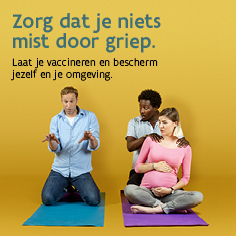 Zorg dat je niets
mist door griep.
Laat je vaccineren en bescherm
jezelf en je omgeving.